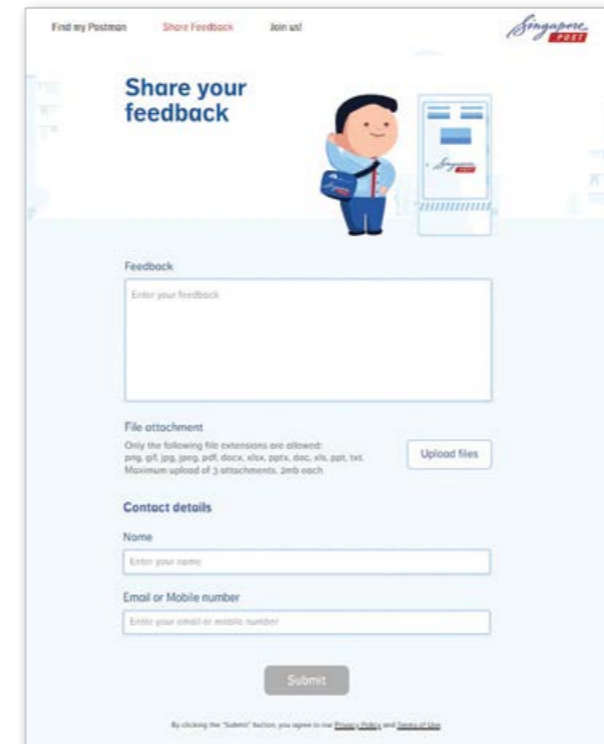 Find my Postman Share Feedback Join us!
Singapore
POST
Share your
feedback
Singapore
POST
Singapore
POST
Feedback
Enter your feedback
File attachment
Only the following file extensions are allowed:
png, gif, jpg, jpeg, pdf, docx, xlsx, pptx, doc, xls, ppt, txt.
Maximum upload of 3 attachments, 2mb each
Upload files
Contact details
Name
Enter your name
Email or Mobile number
Enter your email or mobile number
Submit
By clicking the "Submit" button, you agree to our Privacy Policy and Terms of Use